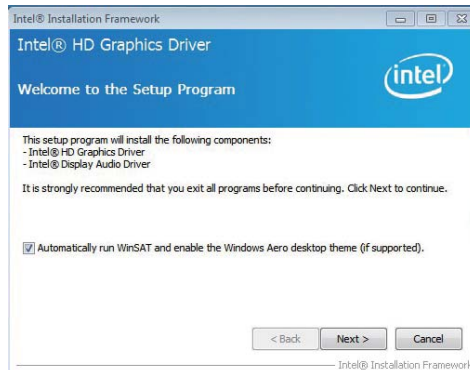 Intel® Installation Framework
Intel® HD Graphics Driver
intel
Welcome to the Setup Program
This setup program will install the following components:
- Intel® HD Graphics Driver
- Intel® Display Audio Driver
It is strongly recommended that you exit all programs before continuing. Click Next to continue.
Automatically run WinSAT and enable the Windows Aero desktop theme (if supported).
< Back Next > Cancel
Intel® Installation Framework